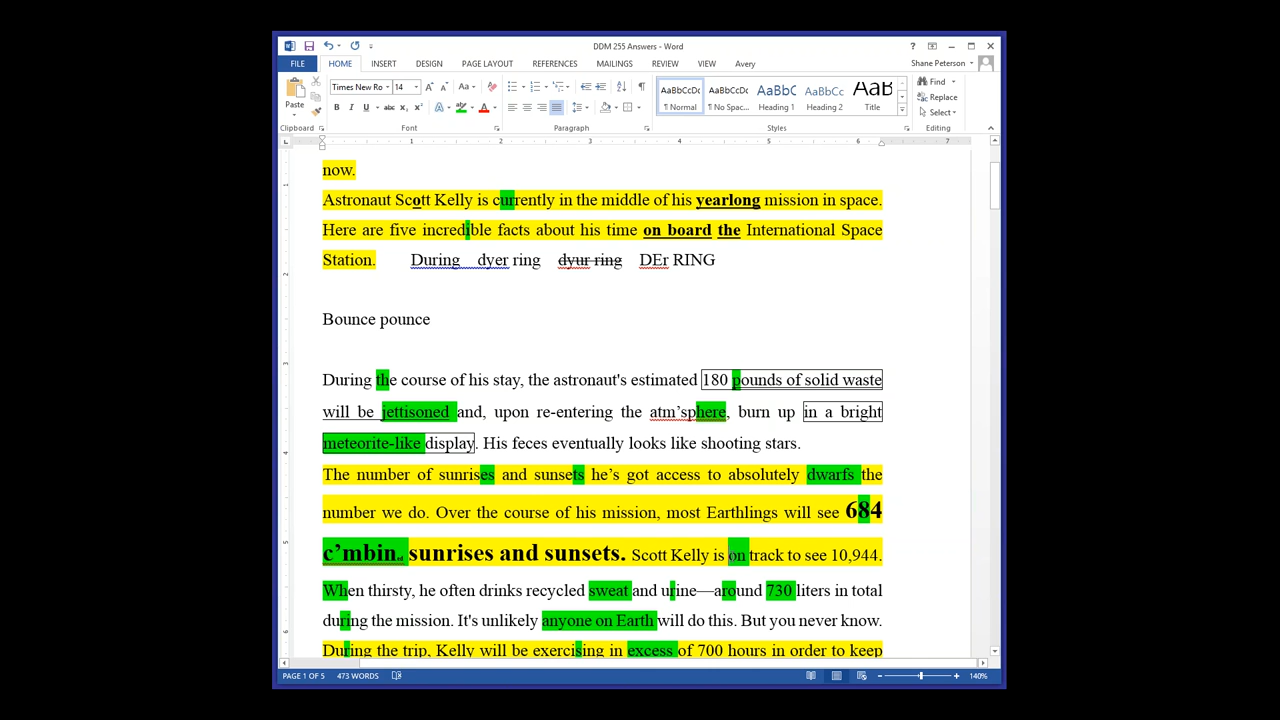 DDM 255 Answers - Word
FILE HOME INSERT DESIGN PAGE LAYOUT REFERENCES MAILINGS REVIEW VIEW Avery Shane Peterson
Paste
Times New Ro 14
AaBbCcDc AaBbCcDc AaBbC AaBbCc AaB
¶ Normal ¶ No Spac... Heading 1 Heading 2 Title
Find
Replace
Select
Clipboard Font Paragraph Styles Editing
1 2 3 4 5 6 7
now.
Astronaut Scott Kelly is currently in the middle of his yearlong mission in space.
Here are five incredible facts about his time on board the International Space
Station. During dyer ring dyur ring DEr RING
Bounce pounce
During the course of his stay, the astronaut's estimated 180 pounds of solid waste
will be jettisoned and, upon re-entering the atm’sphere, burn up in a bright
meteorite-like display. His feces eventually looks like shooting stars.
The number of sunrises and sunsets he’s got access to absolutely dwarfs the
number we do. Over the course of his mission, most Earthlings will see 684
c’mbined sunrises and sunsets. Scott Kelly is on track to see 10,944.
When thirsty, he often drinks recycled sweat and urine—around 730 liters in total
during the mission. It's unlikely anyone on Earth will do this. But you never know.
During the trip, Kelly will be exercising in excess of 700 hours in order to keep
PAGE 1 OF 5 473 WORDS 140%